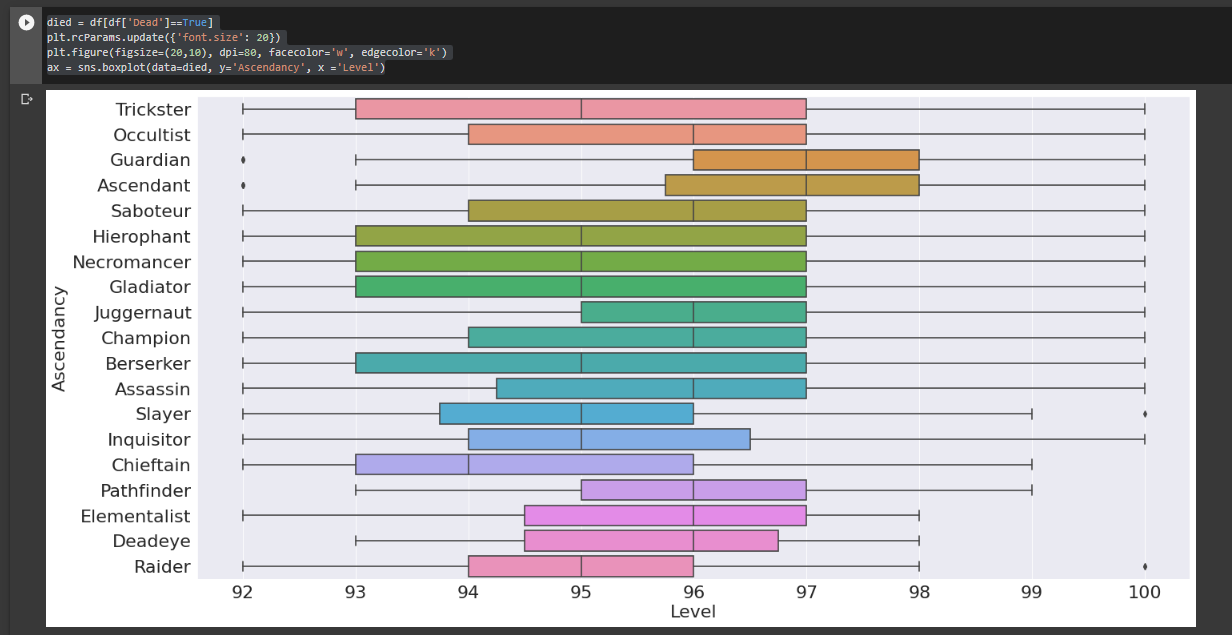 died = df[df['Dead']==True]
plt.rcParams.update({'font.size': 20})
plt.figure(figsize=(20,10), dpi=80, facecolor='w', edgecolor='k')
ax = sns.boxplot(data=died, y='Ascendancy', x ='Level')
Trickster
Occultist
Guardian
Ascendant
Saboteur
Hierophant
Necromancer
Gladiator
Juggernaut
Champion
Berserker
Assassin
Slayer
Inquisitor
Chieftain
Pathfinder
Elementalist
Deadeye
Raider
Ascendancy
92 93 94 95 96 97 98 99 100
Level